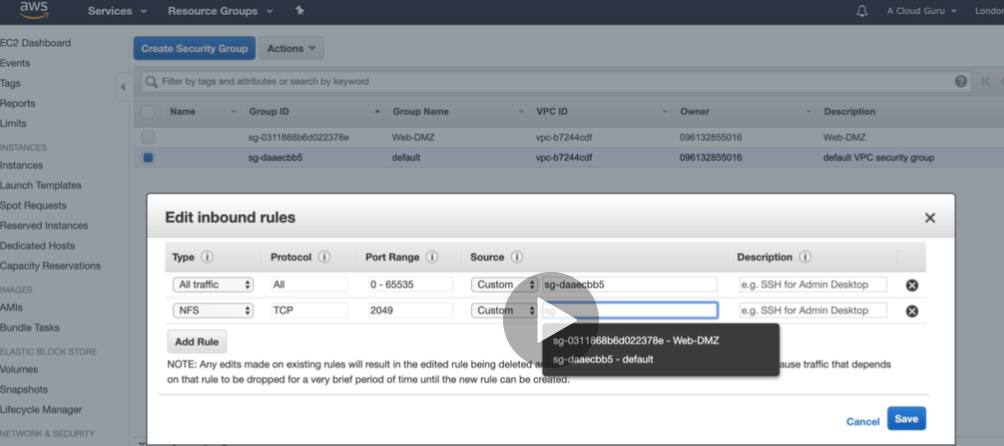 aws Services Resource Groups A Cloud Guru London
EC2 Dashboard
Events
Tags
Reports
Limits
INSTANCES
Instances
Launch Templates
Spot Requests
Reserved Instances
Dedicated Hosts
Capacity Reservations
IMAGES
AMIs
Bundle Tasks
ELASTIC BLOCK STORE
Volumes
Snapshots
Lifecycle Manager
NETWORK & SECURITY
Create Security Group Actions
Filter by tags and attributes or search by keyword
Name Group ID Group Name VPC ID Owner Description
sg-0311868b6d022378e Web-DMZ vpc-b7244cdf 096132855016 Web-DMZ
sg-daaecbb5 default vpc-b7244cdf 096132855016 default VPC security group
Edit inbound rules
Type Protocol Port Range Source Description
All traffic All 0 - 65535 Custom sg-daaecbb5 e.g. SSH for Admin Desktop
NFS TCP 2049 Custom sg e.g. SSH for Admin Desktop
sg-0311868b6d022378e - Web-DMZ
sg-daaecbb5 - default
Add Rule
NOTE: Any edits made on existing rules will result in the edited rule being deleted ause traffic that depends
on that rule to be dropped for a very brief period of time until the new rule can be created.
Cancel Save